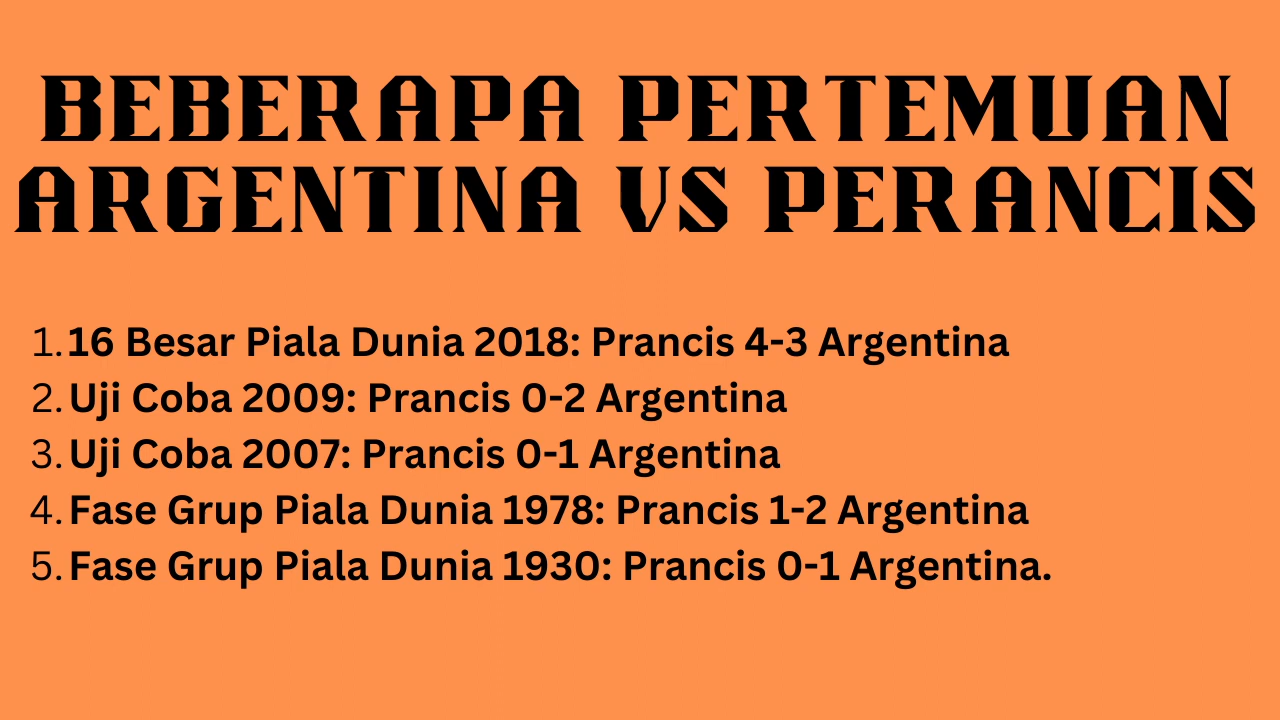 BEBERAPA PERTEMUAN
ARGENTINA VS PERANCIS
1. 16 Besar Piala Dunia 2018: Prancis 4-3 Argentina
2. Uji Coba 2009: Prancis 0-2 Argentina
3. Uji Coba 2007: Prancis 0-1 Argentina
4. Fase Grup Piala Dunia 1978: Prancis 1-2 Argentina
5. Fase Grup Piala Dunia 1930: Prancis 0-1 Argentina.